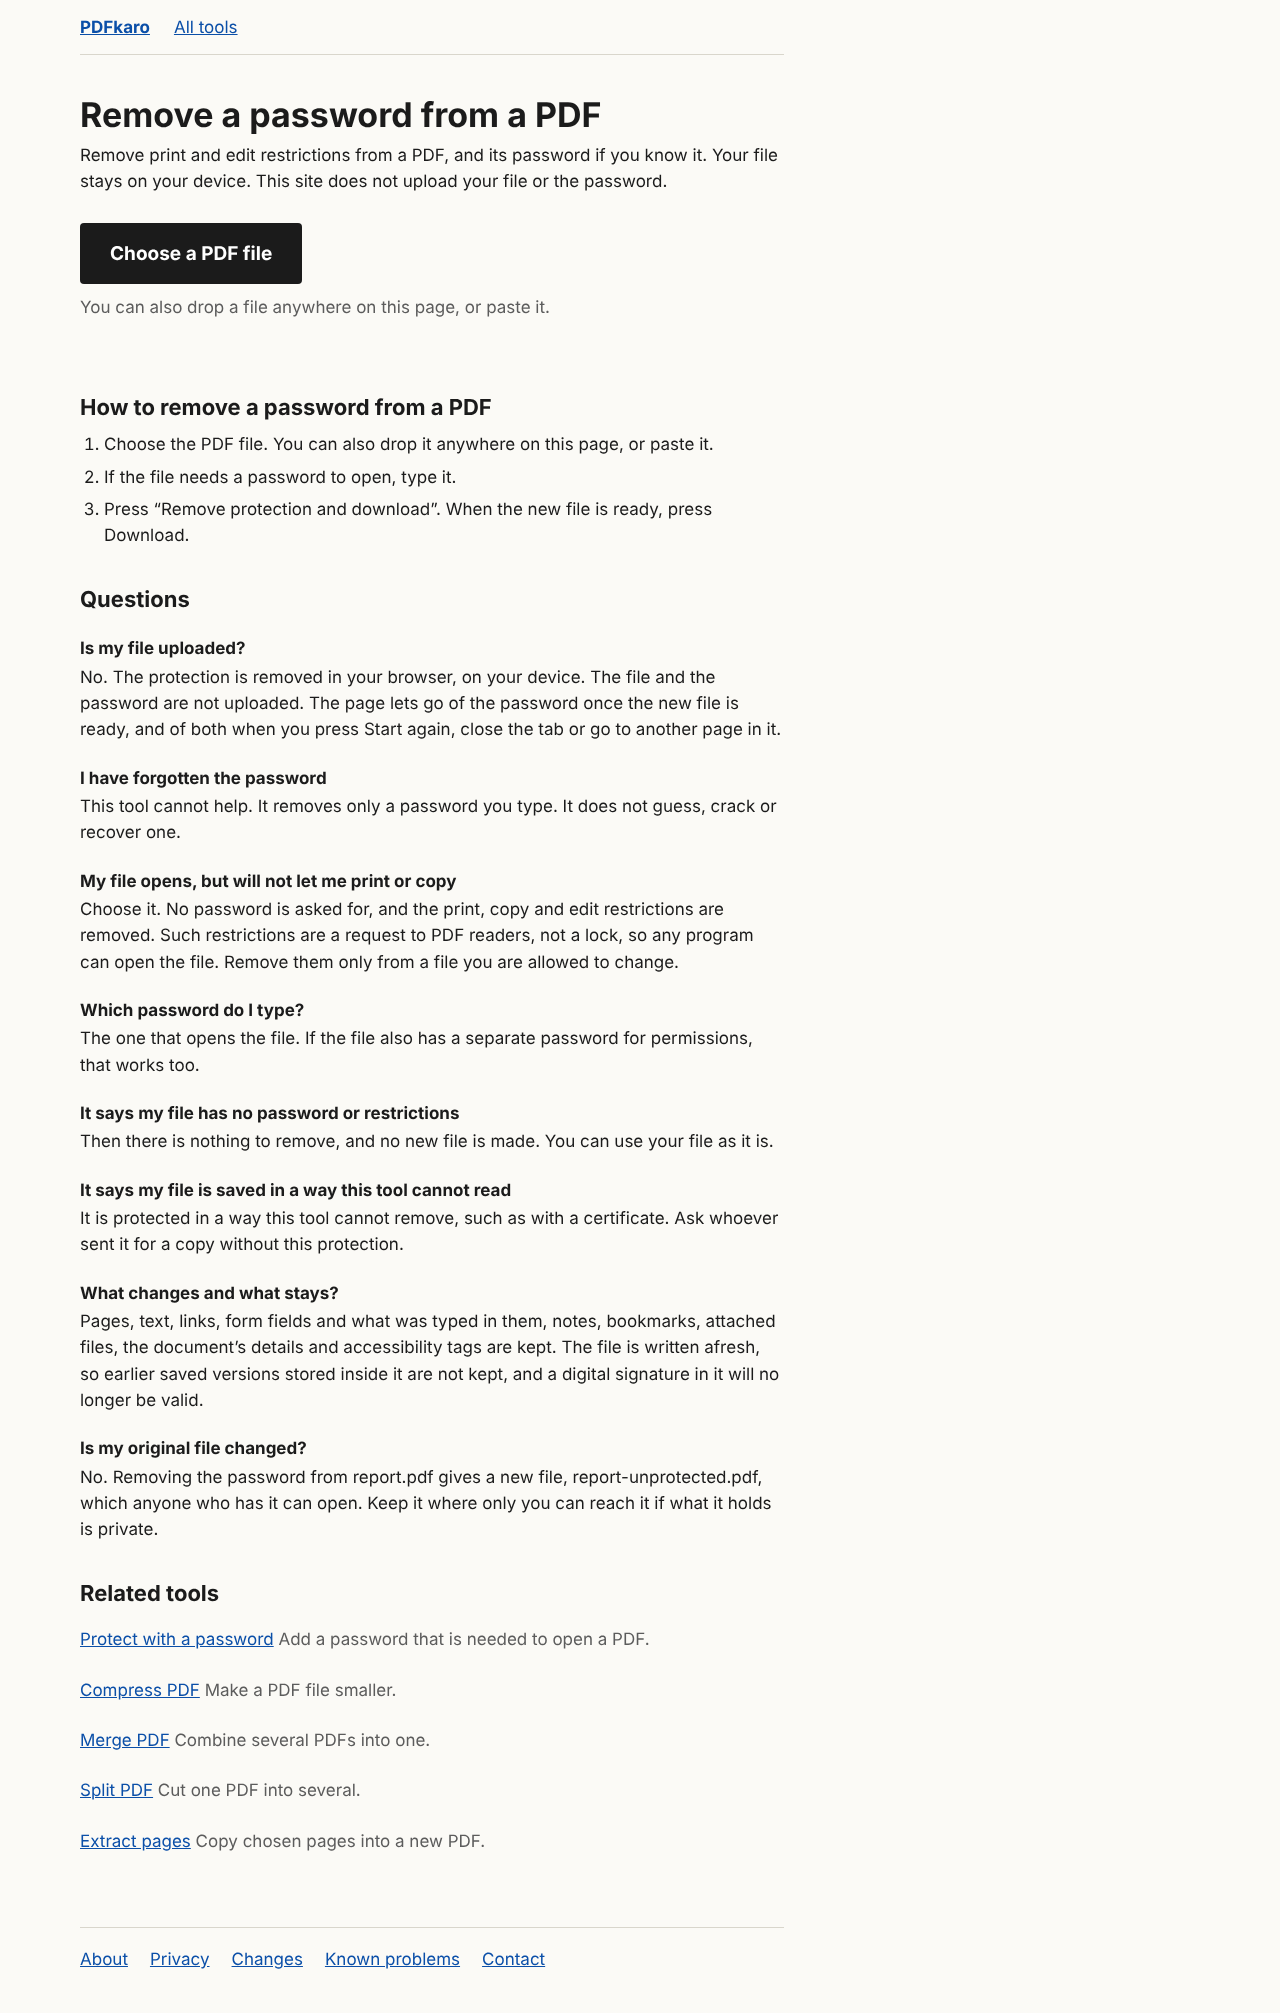 PDFkaro All tools
Remove a password from a PDF
Remove print and edit restrictions from a PDF, and its password if you know it. Your file
stays on your device. This site does not upload your file or the password.
Choose a PDF file
You can also drop a file anywhere on this page, or paste it.
How to remove a password from a PDF
1. Choose the PDF file. You can also drop it anywhere on this page, or paste it.
2. If the file needs a password to open, type it.
3. Press “Remove protection and download”. When the new file is ready, press
Download.
Questions
Is my file uploaded?
No. The protection is removed in your browser, on your device. The file and the
password are not uploaded. The page lets go of the password once the new file is
ready, and of both when you press Start again, close the tab or go to another page in it.
I have forgotten the password
This tool cannot help. It removes only a password you type. It does not guess, crack or
recover one.
My file opens, but will not let me print or copy
Choose it. No password is asked for, and the print, copy and edit restrictions are
removed. Such restrictions are a request to PDF readers, not a lock, so any program
can open the file. Remove them only from a file you are allowed to change.
Which password do I type?
The one that opens the file. If the file also has a separate password for permissions,
that works too.
It says my file has no password or restrictions
Then there is nothing to remove, and no new file is made. You can use your file as it is.
It says my file is saved in a way this tool cannot read
It is protected in a way this tool cannot remove, such as with a certificate. Ask whoever
sent it for a copy without this protection.
What changes and what stays?
Pages, text, links, form fields and what was typed in them, notes, bookmarks, attached
files, the document’s details and accessibility tags are kept. The file is written afresh,
so earlier saved versions stored inside it are not kept, and a digital signature in it will no
longer be valid.
Is my original file changed?
No. Removing the password from report.pdf gives a new file, report-unprotected.pdf,
which anyone who has it can open. Keep it where only you can reach it if what it holds
is private.
Related tools
Protect with a password Add a password that is needed to open a PDF.
Compress PDF Make a PDF file smaller.
Merge PDF Combine several PDFs into one.
Split PDF Cut one PDF into several.
Extract pages Copy chosen pages into a new PDF.
About Privacy Changes Known problems Contact